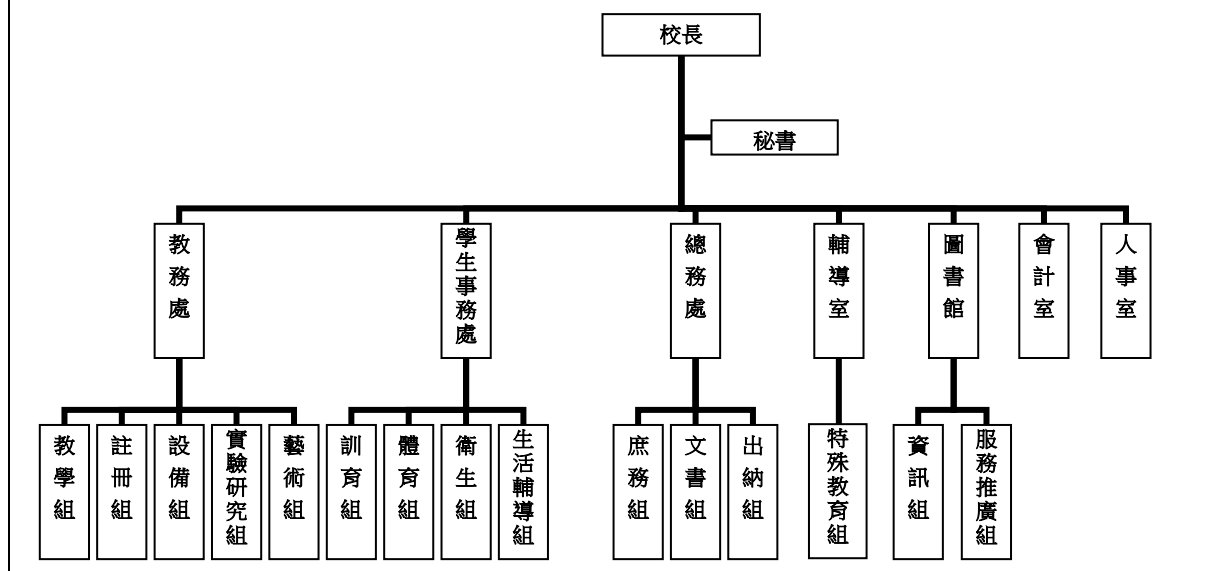 校長
秘書
教務處
學生事務處
總務處
輔導室
圖書館
會計室
人事室
教學組
註冊組
設備組
實驗研究組
藝術組
訓育組
體育組
衛生組
生活輔導組
庶務組
文書組
出納組
特殊教育組
資訊組
服務推廣組